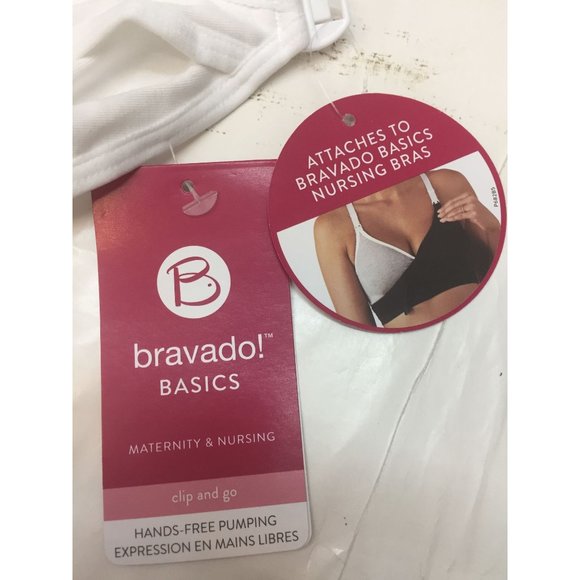 ATTACHES TO
BRAVADO BASICS
NURSING BRAS
P68285
B
bravado!™
BASICS
MATERNITY & NURSING
clip and go
HANDS-FREE PUMPING
EXPRESSION EN MAINS LIBRES